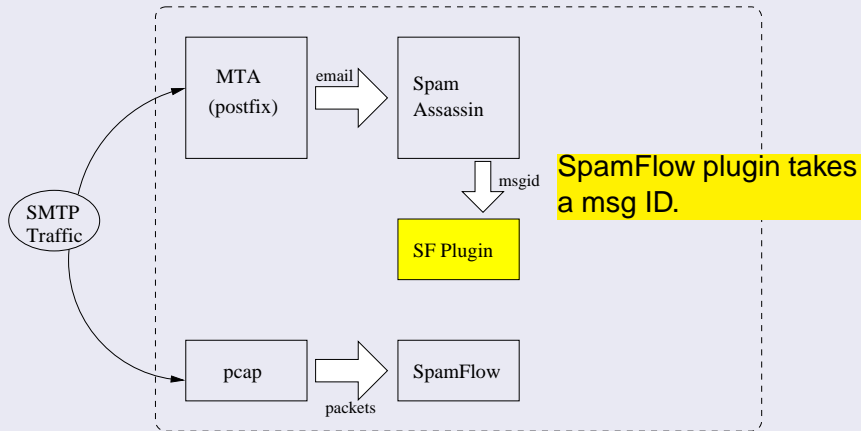 MTA
(postfix)
email
Spam
Assassin
msgid
SpamFlow plugin takes
a msg ID.
SMTP
Traffic
SF Plugin
pcap
packets
SpamFlow